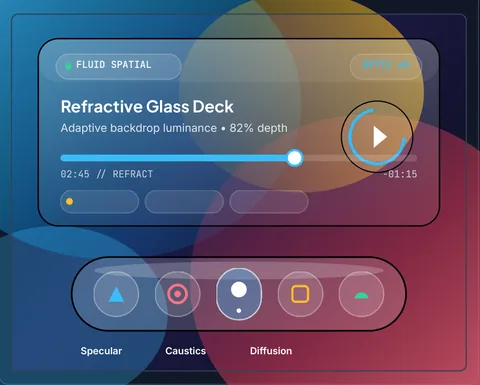 FLUID SPATIAL
Refractive Glass Deck
Adaptive backdrop luminance • 82% depth
02:45 // REFRACT
-01:15
Specular
Caustics
Diffusion